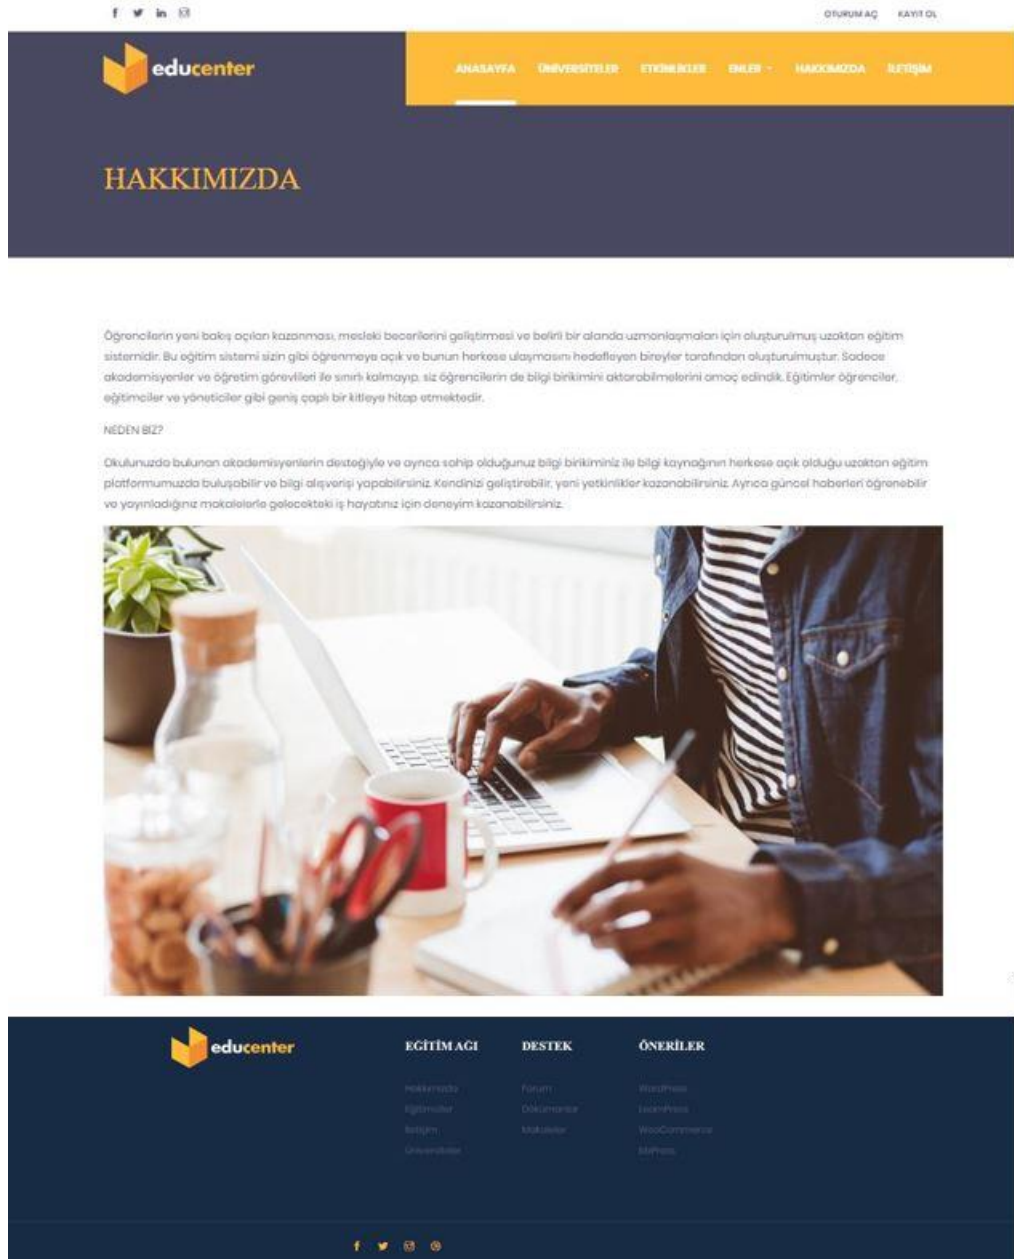 OTURUM AÇ KAYIT OL
educenter
ANASAYFA ÜNİVERSİTELER ETKİNLİKLER ENLER HAKKIMIZDA İLETİŞİM
HAKKIMIZDA
Öğrencilerin yeni bakış açıları kazanması, mesleki becerilerini geliştirmesi ve belirli bir alanda uzmanlaşmaları için oluşturulmuş uzaktan eğitim
sistemidir. Bu eğitim sistemi sizin gibi öğrenmeye açık ve bunun herkese ulaşmasını hedefleyen bireyler tarafından oluşturulmuştur. Sadece
akademisyenler ve öğretim görevlileri ile sınırlı kalmayıp, siz öğrencilerin de bilgi birikimini aktarabilmelerini amaç edindik. Eğitimler öğrenciler,
eğitimciler ve yöneticiler gibi geniş çaplı bir kitleye hitap etmektedir.
NEDEN BİZ?
Okulunuzda bulunan akademisyenlerin desteğiyle ve ayrıca sahip olduğunuz bilgi birikiminiz ile bilgi kaynağının herkese açık olduğu uzaktan eğitim
platformumuzda buluşabilir ve bilgi alışverişi yapabilirsiniz. Kendinizi geliştirebilir, yeni yetkinlikler kazanabilirsiniz. Ayrıca güncel haberleri öğrenebilir
ve yayınladığınız makalelerle gelecekteki iş hayatınız için deneyim kazanabilirsiniz.
educenter
EĞİTİM AĞI DESTEK ÖNERİLER
Hakkımızda Forum WordPress
Eğitimciler Dökümanlar LearnPress
İletişim Makaleler WooCommerce
Üniversiteler bbPress